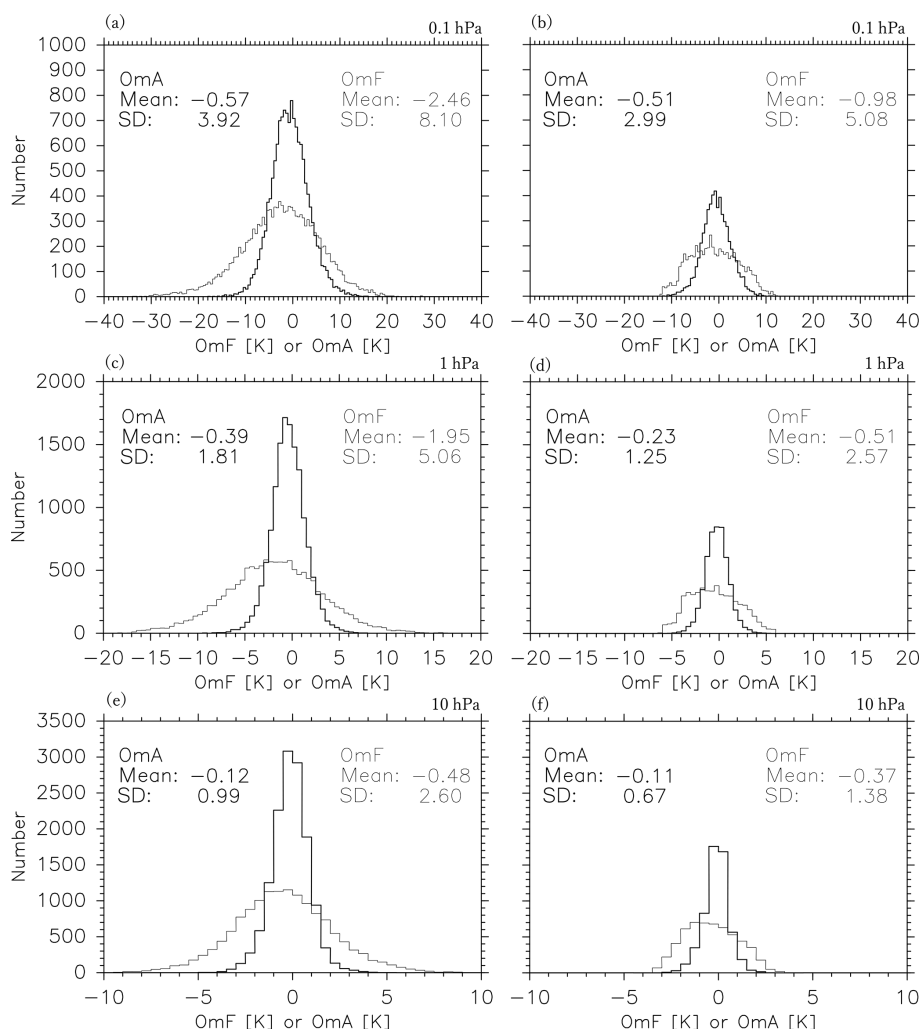 (a) 0.1 hPa
1000
900
800
700
600
500
400
300
200
100
0
Number
OmA OmF
Mean: −0.57 Mean: −2.46
SD: 3.92 SD: 8.10
−40 −30 −20 −10 0 10 20 30 40
OmF [K] or OmA [K]
(b) 0.1 hPa
OmA OmF
Mean: −0.51 Mean: −0.98
SD: 2.99 SD: 5.08
−40 −30 −20 −10 0 10 20 30 40
OmF [K] or OmA [K]
(c) 1 hPa
2000
1500
1000
500
0
Number
OmA OmF
Mean: −0.39 Mean: −1.95
SD: 1.81 SD: 5.06
−20 −15 −10 −5 0 5 10 15 20
OmF [K] or OmA [K]
(d) 1 hPa
OmA OmF
Mean: −0.23 Mean: −0.51
SD: 1.25 SD: 2.57
−20 −15 −10 −5 0 5 10 15 20
OmF [K] or OmA [K]
(e) 10 hPa
3500
3000
2500
2000
1500
1000
500
0
Number
OmA OmF
Mean: −0.12 Mean: −0.48
SD: 0.99 SD: 2.60
−10 −5 0 5 10
OmF [K] or OmA [K]
(f) 10 hPa
OmA OmF
Mean: −0.11 Mean: −0.37
SD: 0.67 SD: 1.38
−10 −5 0 5 10
OmF [K] or OmA [K]